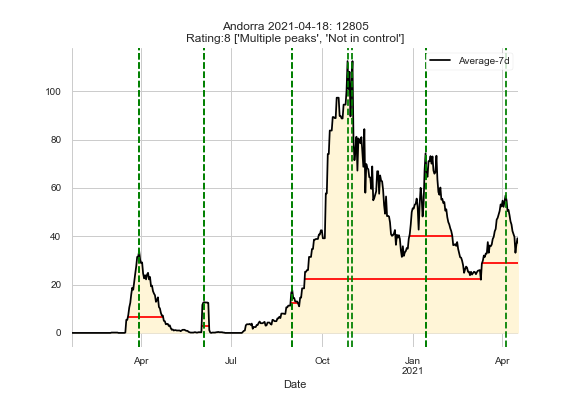 Andorra 2021-04-18: 12805
Rating:8 ['Multiple peaks', 'Not in control']
Average-7d
100
80
60
40
20
0
Apr
Jul
Oct
Jan
2021
Apr
Date